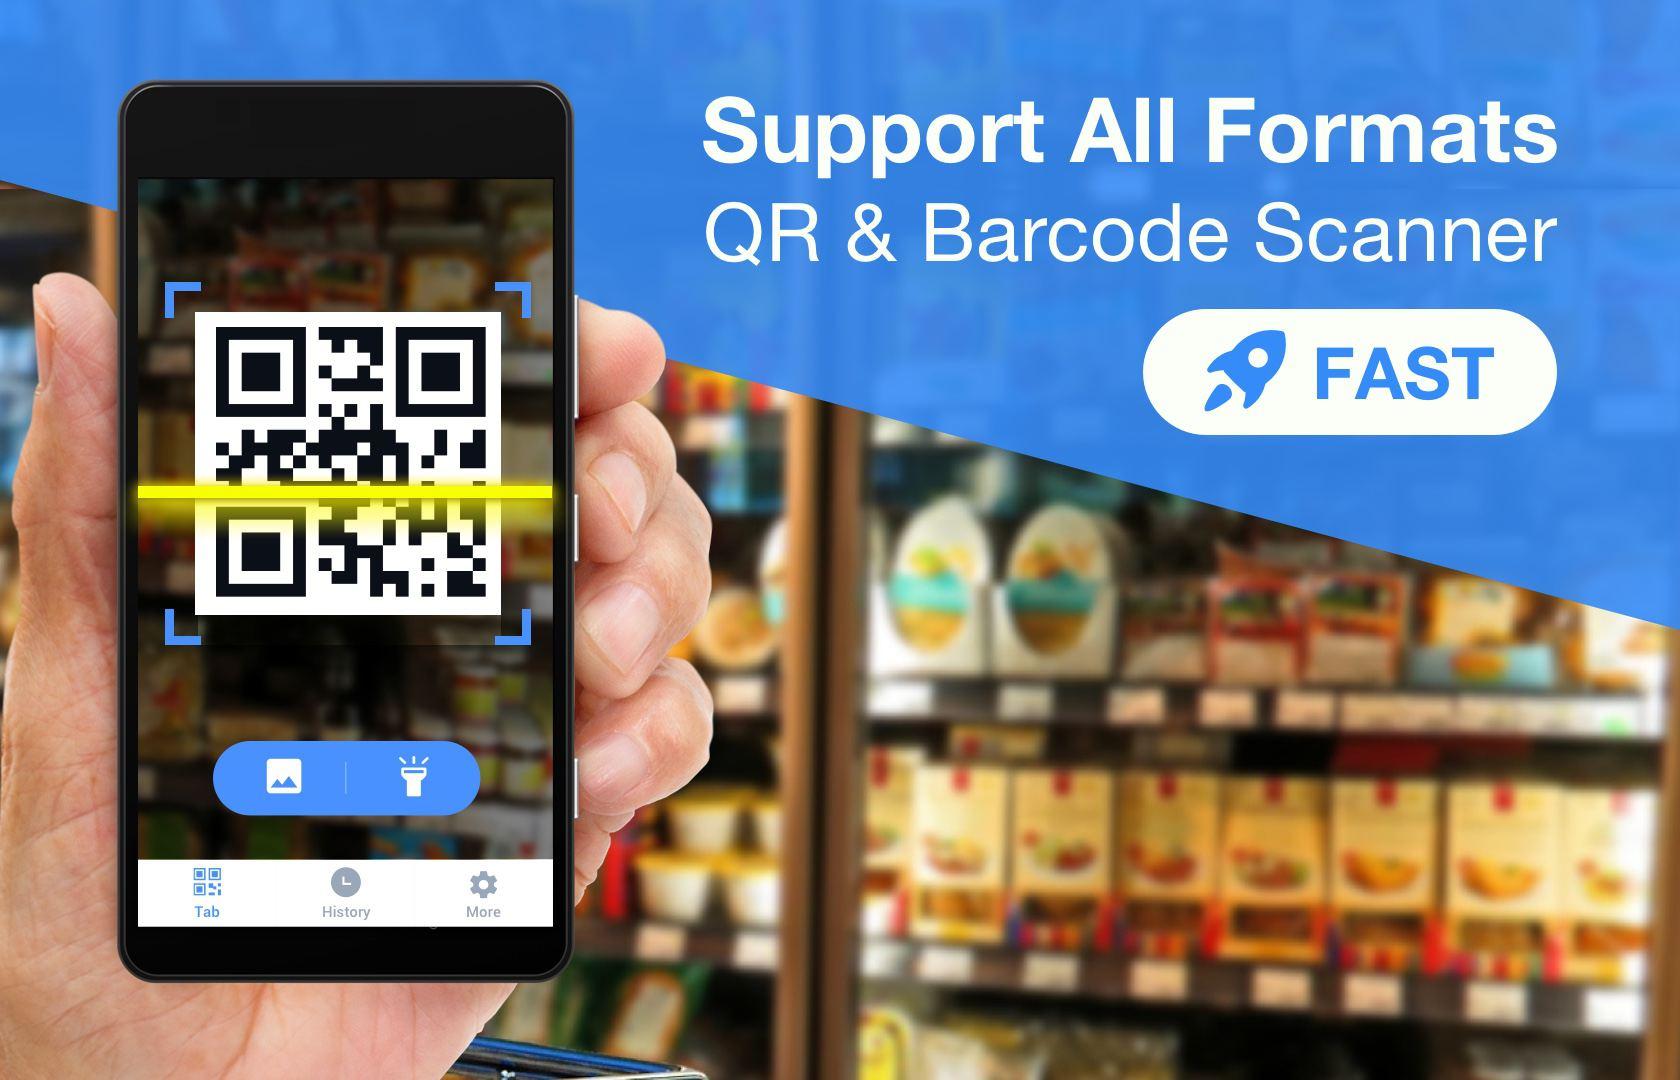 Support All Formats
QR & Barcode Scanner
FAST
Tab
History
More